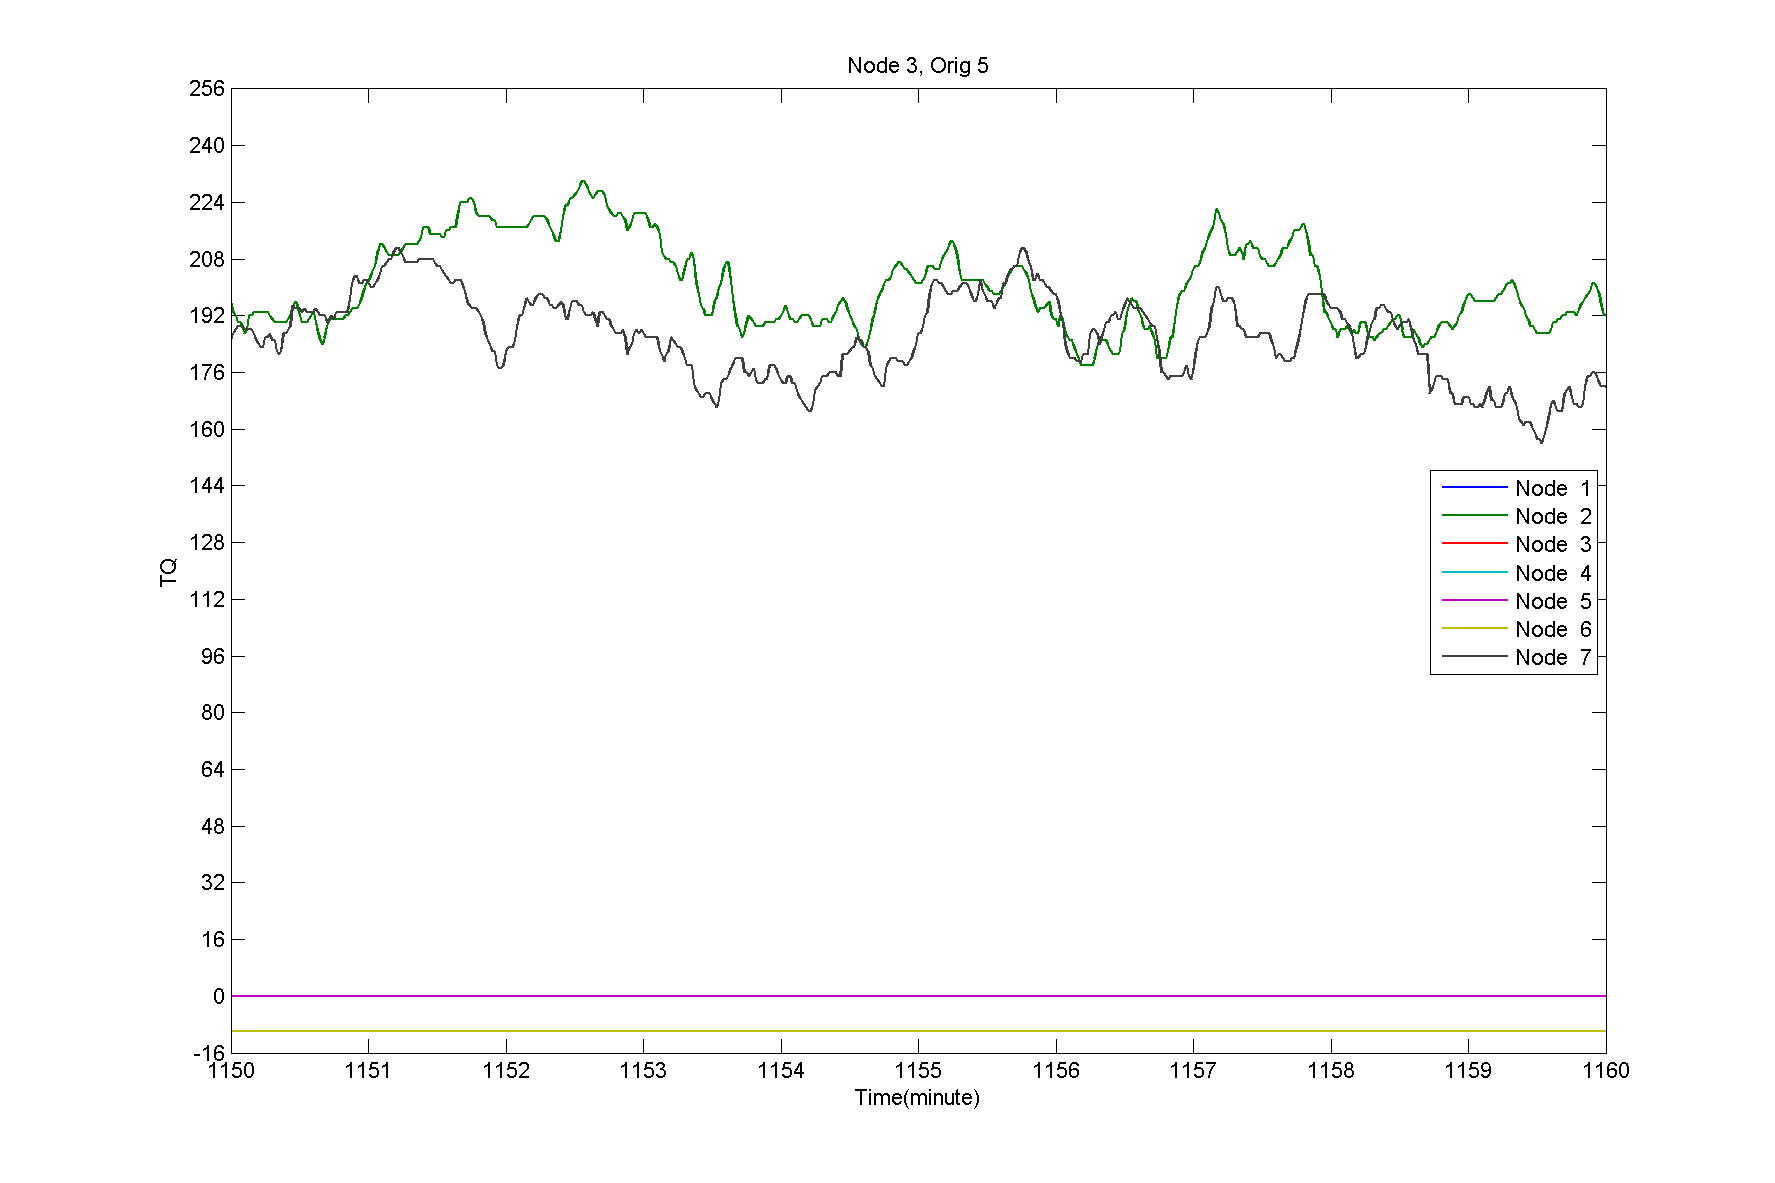 Node 3, Orig 5
256
240
224
208
192
176
160
144
128
112
96
80
64
48
32
16
0
-16
TQ
Node 1
Node 2
Node 3
Node 4
Node 5
Node 6
Node 7
1150 1151 1152 1153 1154 1155 1156 1157 1158 1159 1160
Time(minute)